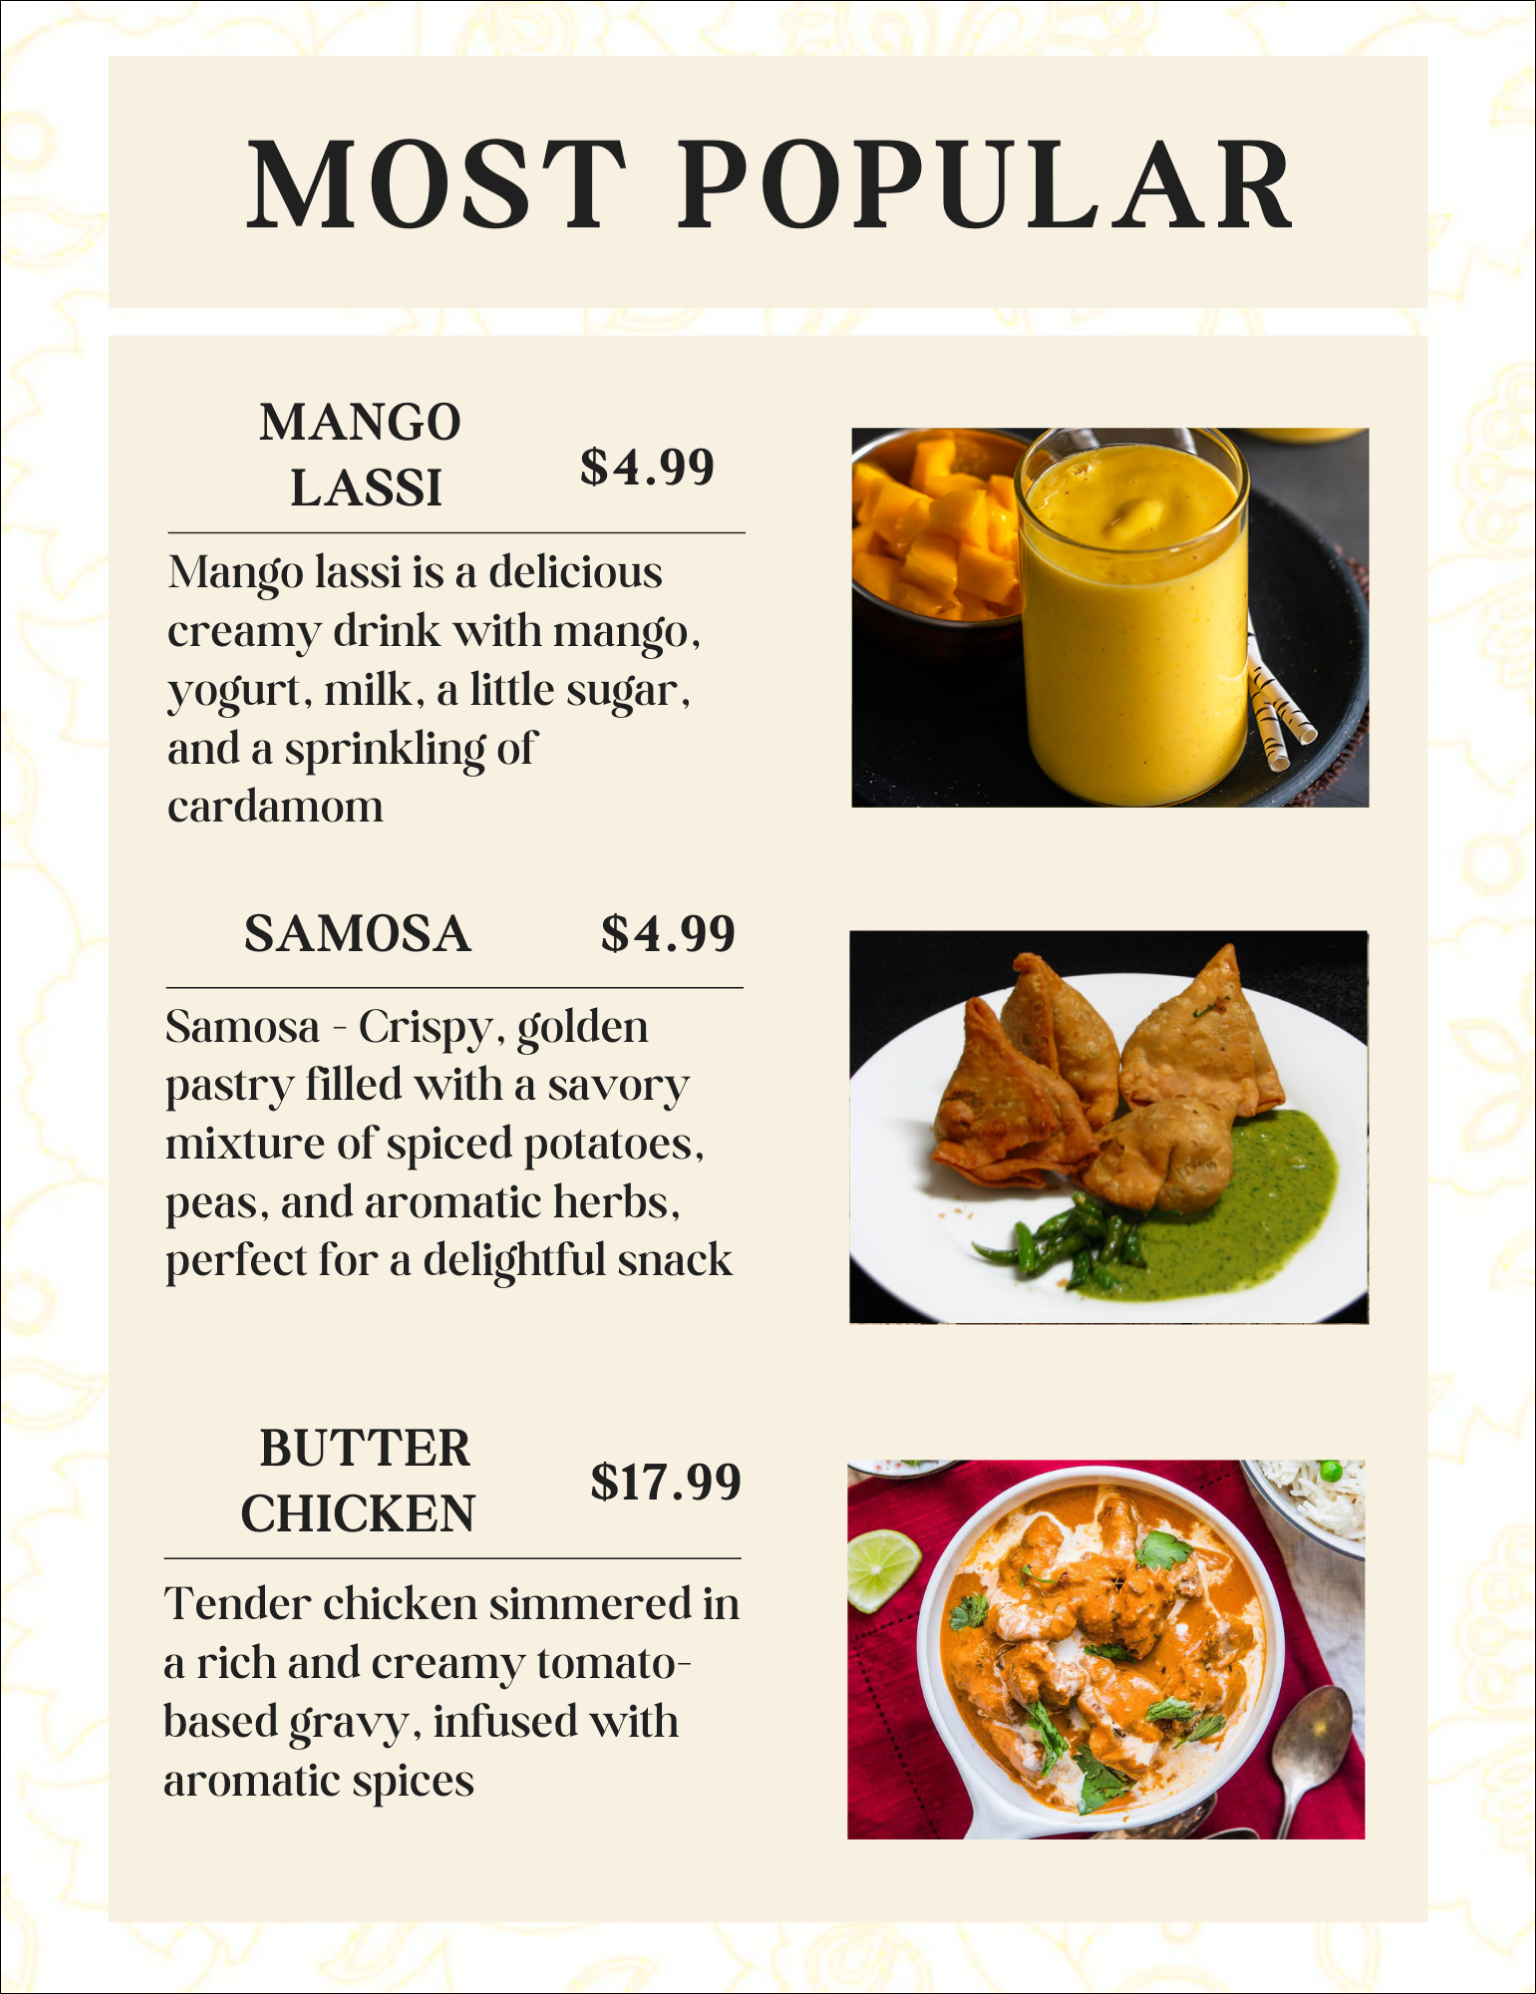 MOST POPULAR
MANGO
LASSI
$4.99
Mango lassi is a delicious
creamy drink with mango,
yogurt, milk, a little sugar,
and a sprinkling of
cardamom
SAMOSA
$4.99
Samosa - Crispy, golden
pastry filled with a savory
mixture of spiced potatoes,
peas, and aromatic herbs,
perfect for a delightful snack
BUTTER
CHICKEN
$17.99
Tender chicken simmered in
a rich and creamy tomato-
based gravy, infused with
aromatic spices